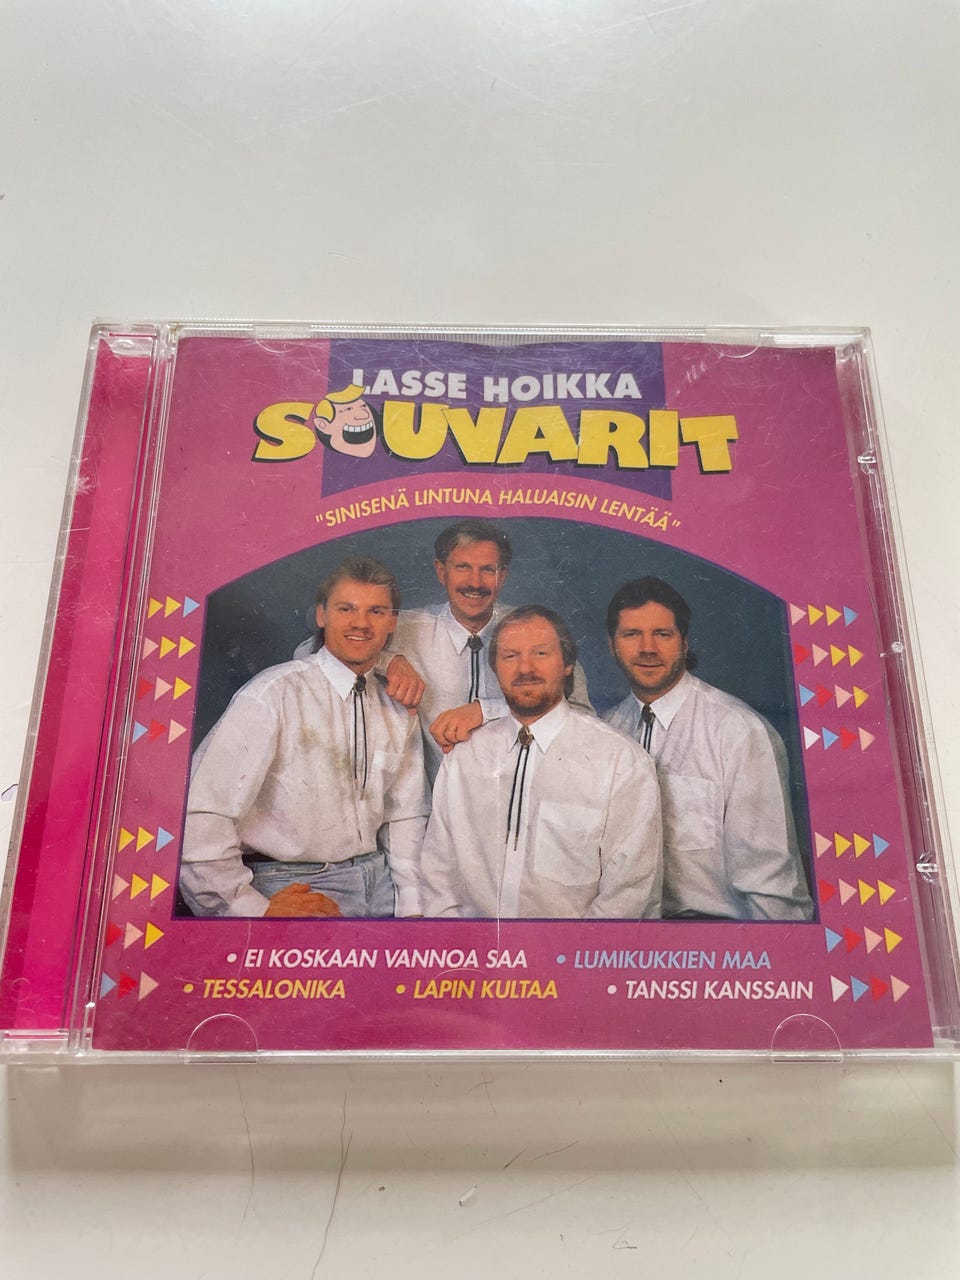 LASSE HOIKKA
SOUVARIT
"SINISENÄ LINTUNA HALUAISIN LENTÄÄ"
• EI KOSKAAN VANNOA SAA • LUMIKUKKIEN MAA
• TESSALONIKA • LAPIN KULTAA • TANSSI KANSSAIN